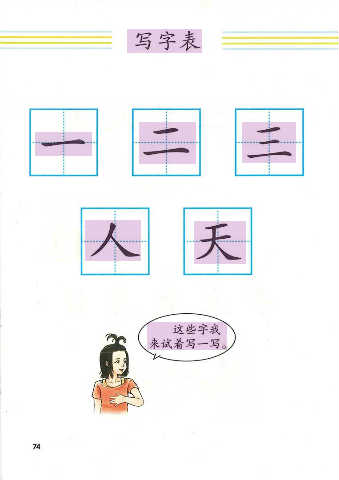 写字表
一 二 三
人 天
这些字我
来试着写一写。
74